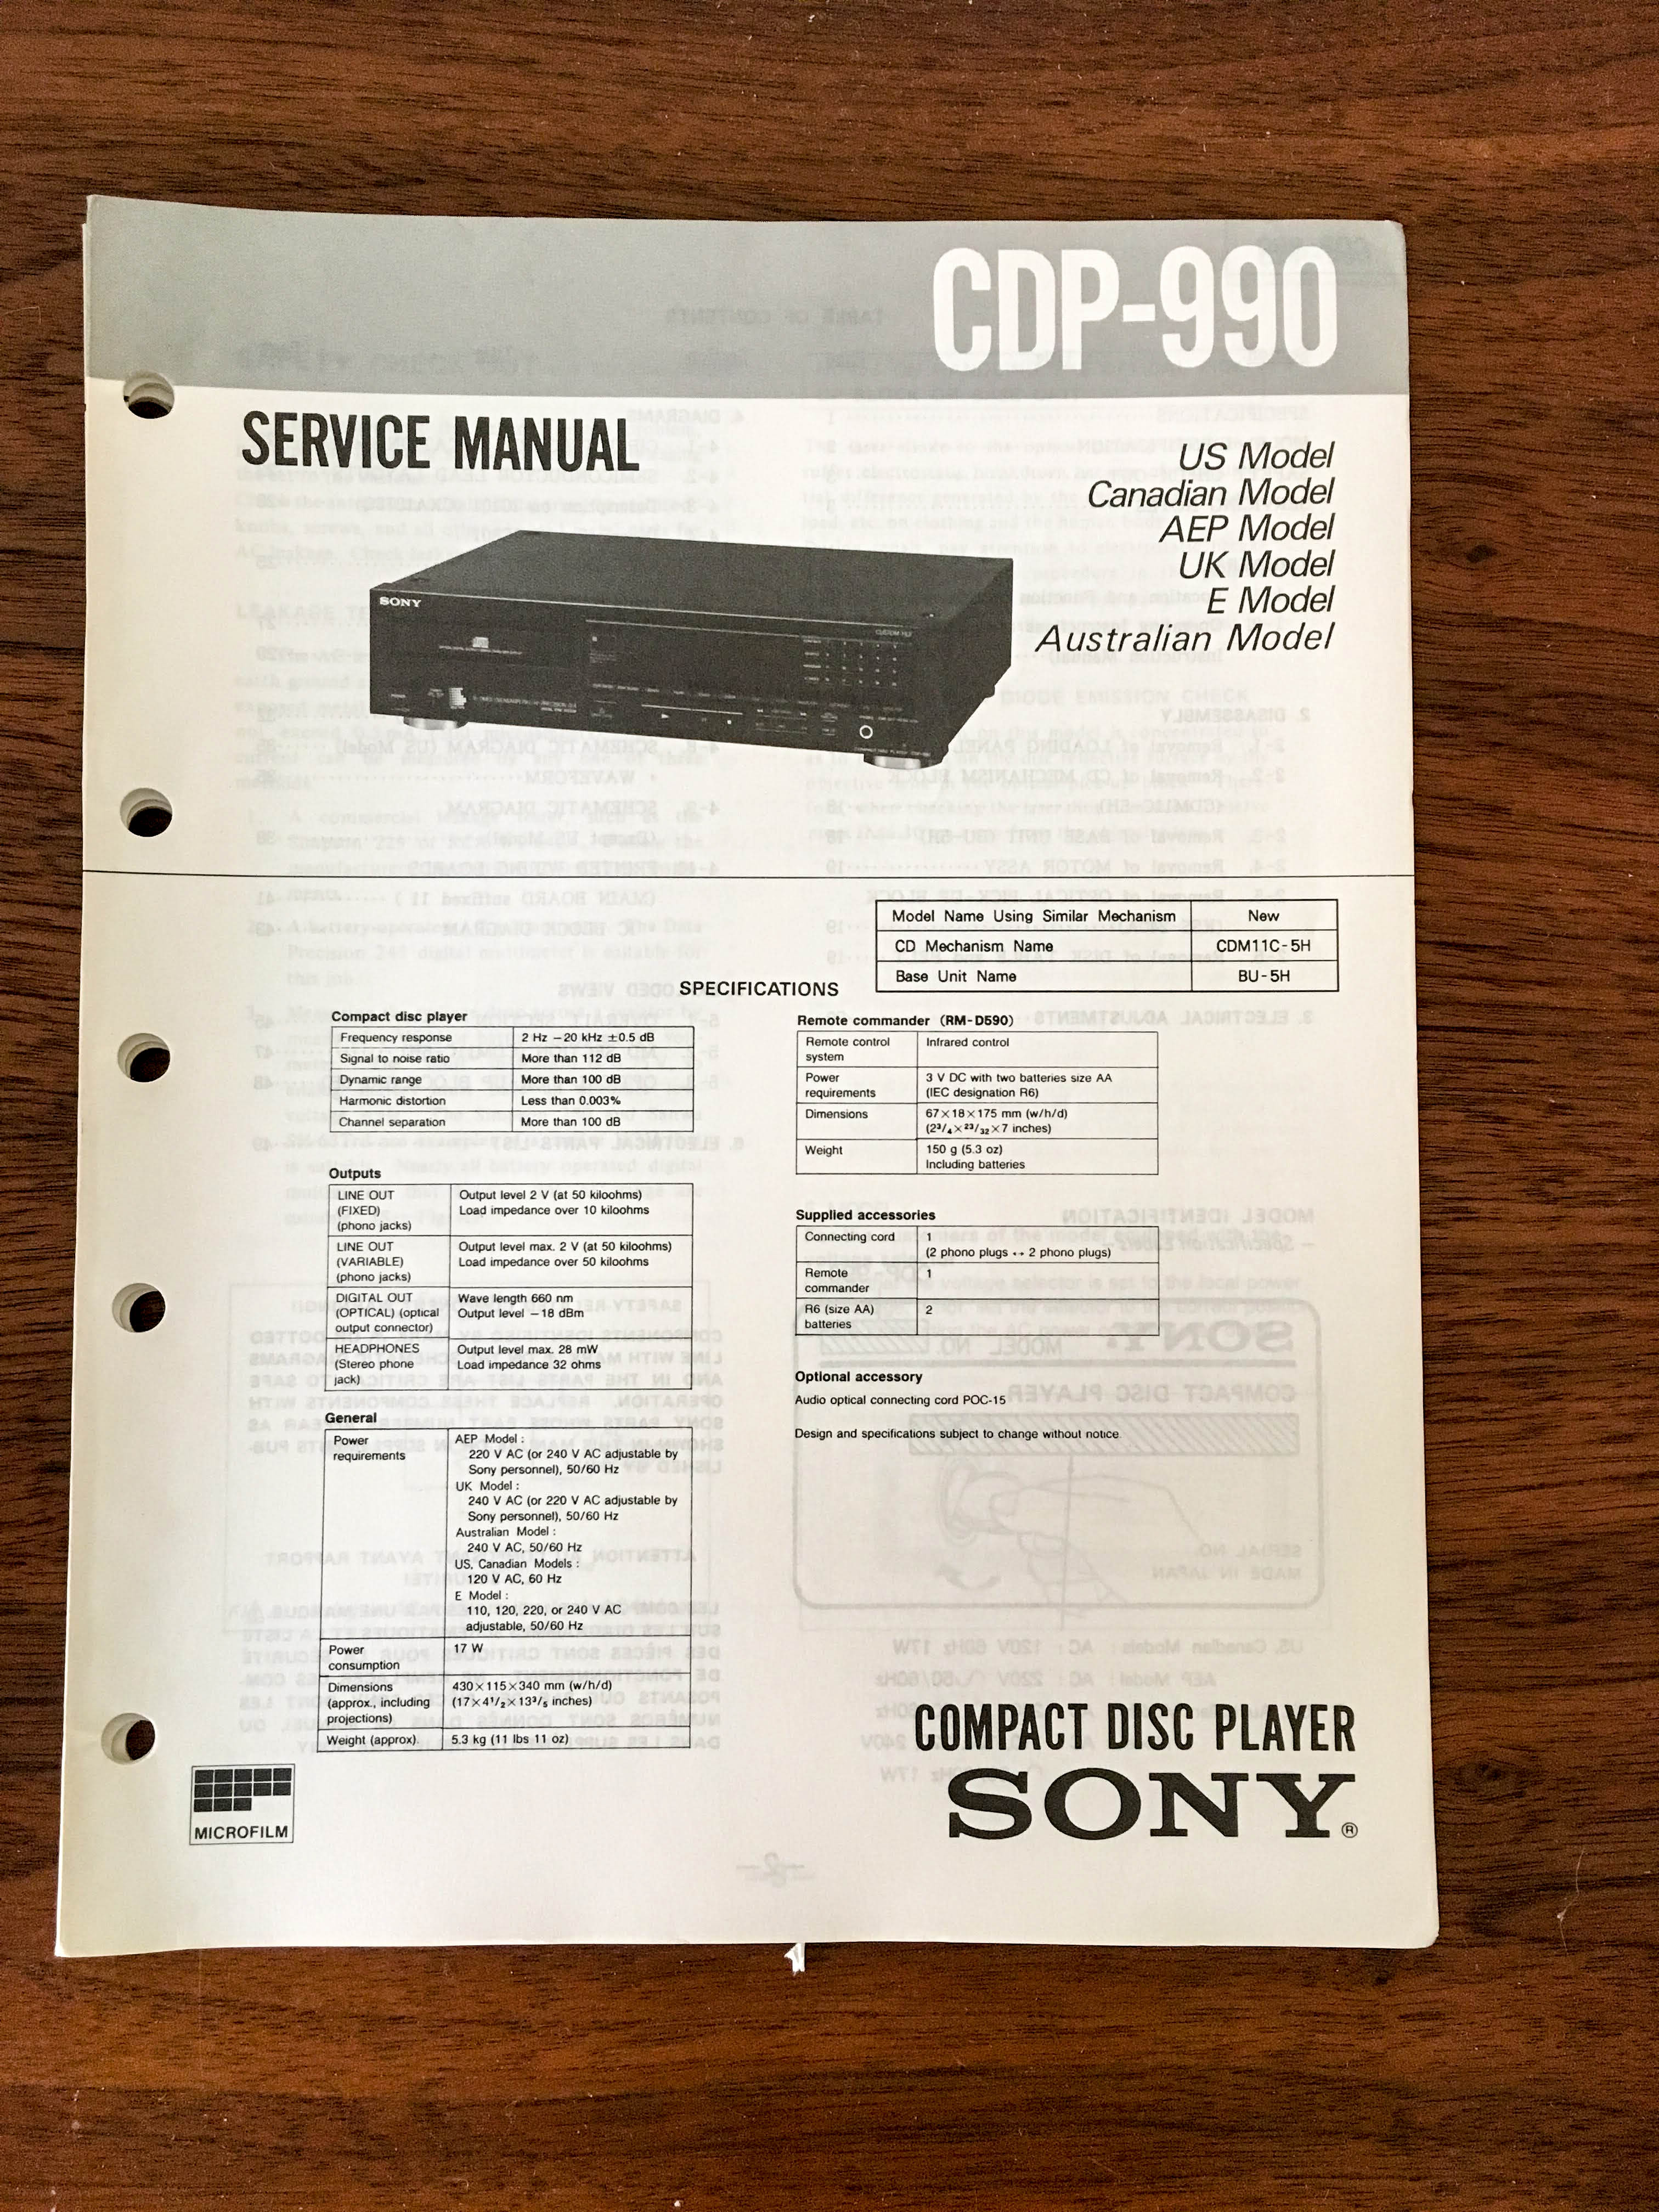 CDP-990
SERVICE MANUAL
US Model
Canadian Model
AEP Model
UK Model
E Model
Australian Model
SONY
Model Name Using Similar Mechanism New
CD Mechanism Name CDM11C-5H
Base Unit Name BU-5H
SPECIFICATIONS
Compact disc player
Frequency response 2 Hz – 20 kHz ±0.5 dB
Signal to noise ratio More than 112 dB
Dynamic range More than 100 dB
Harmonic distortion Less than 0.003%
Channel separation More than 100 dB
Outputs
LINE OUT Output level 2 V (at 50 kiloohms)
(FIXED) Load impedance over 10 kiloohms
(phono jacks)
LINE OUT Output level max. 2 V (at 50 kiloohms)
(VARIABLE) Load impedance over 50 kiloohms
(phono jacks)
DIGITAL OUT Wave length 660 nm
(OPTICAL) (optical Output level –18 dBm
output connector)
HEADPHONES Output level max. 28 mW
(Stereo phone Load impedance 32 ohms
jack)
General
Power AEP Model :
requirements 220 V AC (or 240 V AC adjustable by
Sony personnel), 50/60 Hz
UK Model :
240 V AC (or 220 V AC adjustable by
Sony personnel), 50/60 Hz
Australian Model :
240 V AC, 50/60 Hz
US, Canadian Models :
120 V AC, 60 Hz
E Model :
110, 120, 220, or 240 V AC
adjustable, 50/60 Hz
Power 17 W
consumption
Dimensions 430×115×340 mm (w/h/d)
(approx., including (17×4 1/2×13 3/5 inches)
projections)
Weight (approx). 5.3 kg (11 lbs 11 oz)
Remote commander (RM-D590)
Remote control Infrared control
system
Power 3 V DC with two batteries size AA
requirements (IEC designation R6)
Dimensions 67×18×175 mm (w/h/d)
(2 3/4×23/32×7 inches)
Weight 150 g (5.3 oz)
Including batteries
Supplied accessories
Connecting cord 1
(2 phono plugs ↔ 2 phono plugs)
Remote 1
commander
R6 (size AA) 2
batteries
Optional accessory
Audio optical connecting cord POC-15
Design and specifications subject to change without notice.
MICROFILM
COMPACT DISC PLAYER
SONY®